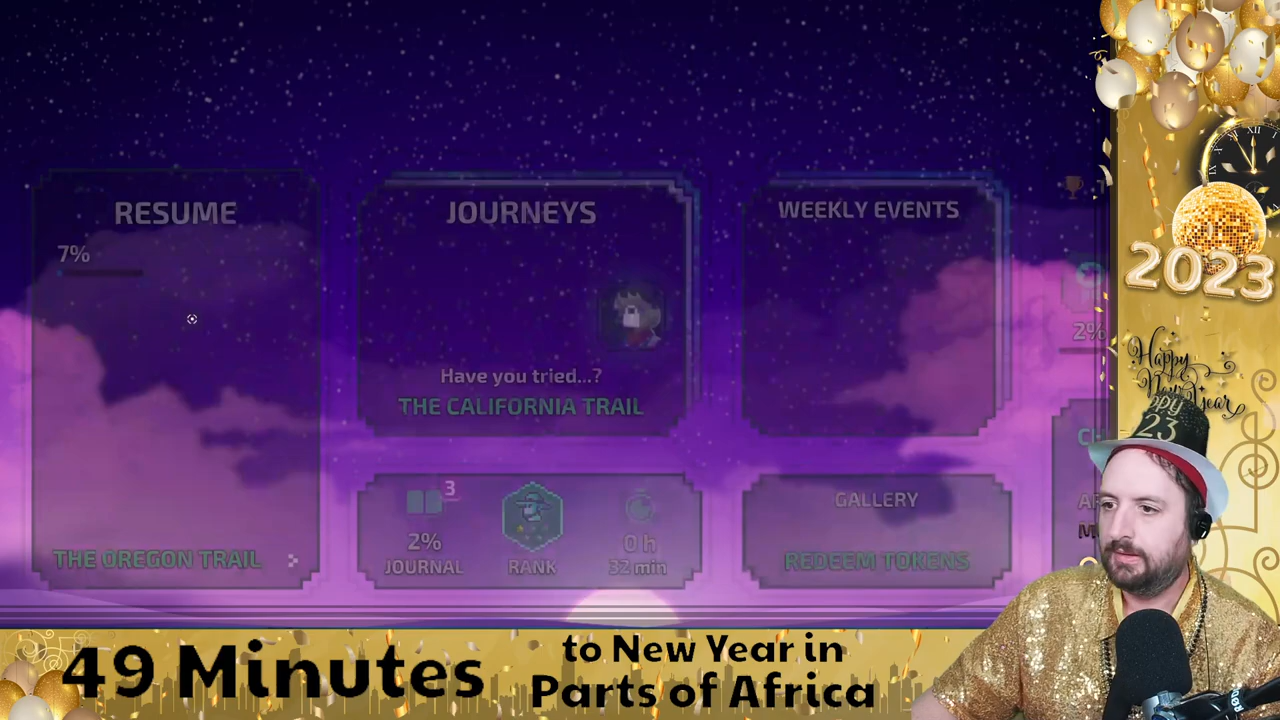 RESUME
7%
THE OREGON TRAIL
JOURNEYS
Have you tried...?
THE CALIFORNIA TRAIL
3
2%
JOURNAL
RANK
0 h
32 min
WEEKLY EVENTS
GALLERY
REDEEM TOKENS
2%
XII
2023
Happy
New Year
23
49 Minutes
to New Year in
Parts of Africa